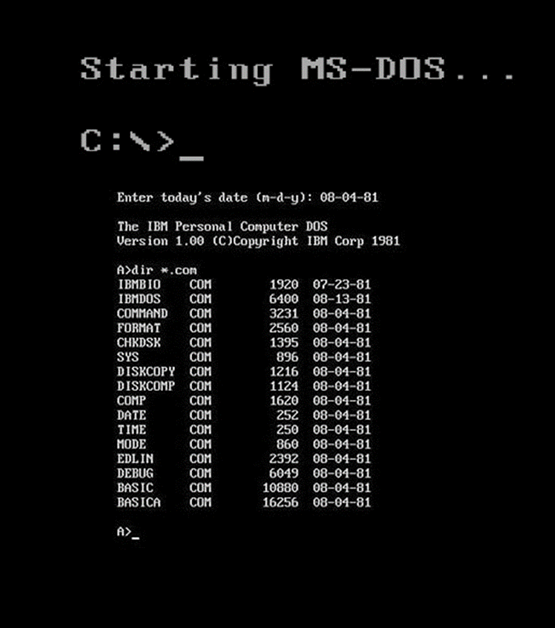 Starting MS-DOS...
C:\>_
Enter today's date (m-d-y): 08-04-81
The IBM Personal Computer DOS
Version 1.00 (C)Copyright IBM Corp 1981
A>dir *.com
IBMBIO   COM      1920  07-23-81
IBMDOS   COM      6400  08-13-81
COMMAND  COM      3231  08-04-81
FORMAT   COM      2560  08-04-81
CHKDSK   COM      1395  08-04-81
SYS      COM       896  08-04-81
DISKCOPY COM      1216  08-04-81
DISKCOMP COM      1124  08-04-81
COMP     COM      1620  08-04-81
DATE     COM       252  08-04-81
TIME     COM       250  08-04-81
MODE     COM       860  08-04-81
EDLIN    COM      2392  08-04-81
DEBUG    COM      6049  08-04-81
BASIC    COM     10880  08-04-81
BASICA   COM     16256  08-04-81
A>_